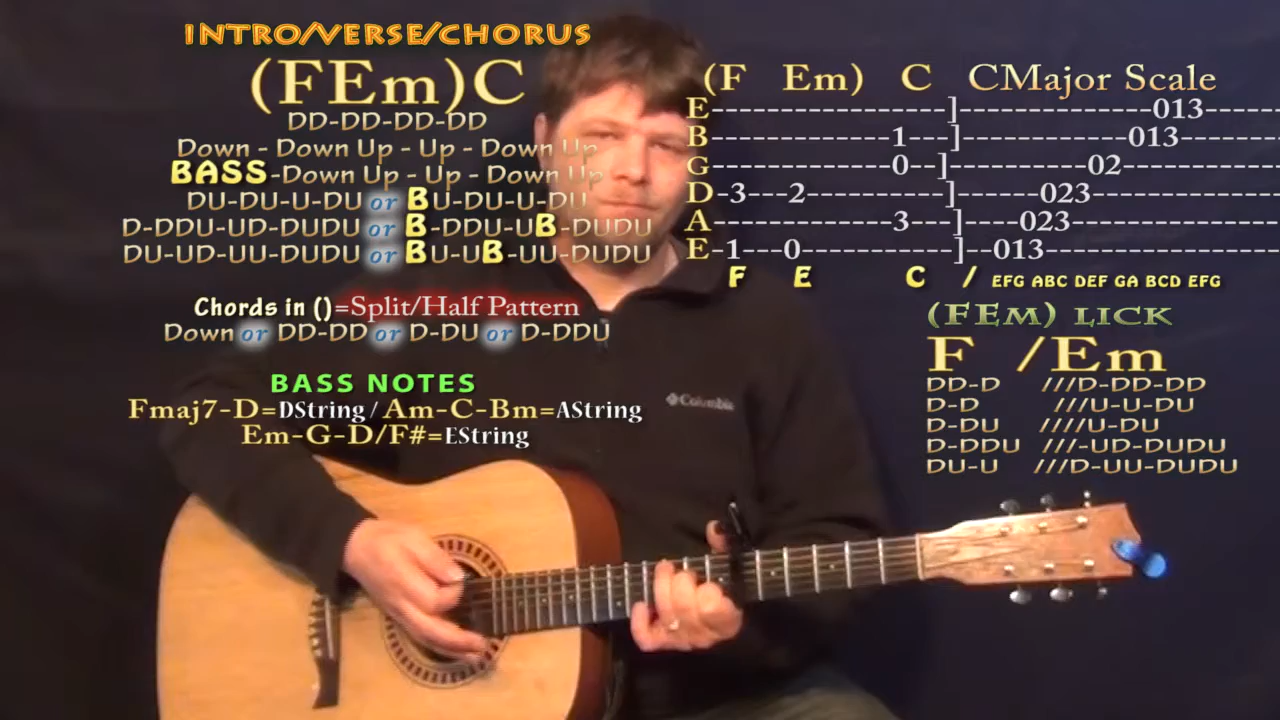 INTRO/VERSE/CHORUS
(FEm)C
DD-DD-DD-DD
Down - Down Up - Up - Down Up
BASS-Down Up - Up - Down Up
DU-DU-U-DU or BU-DU-U-DU
D-DDU-UD-DUDU or B-DDU-UB-DUDU
DU-UD-UU-DUDU or BU-UB-UU-DUDU
Chords in ()=Split/Half Pattern
Down or DD-DD or D-DU or D-DDU
BASS NOTES
Fmaj7-D=DString / Am-C-Bm=AString
Em-G-D/F#=EString
(F Em) C CMajor Scale
E-----------------------]--------------------013------
B------------------1---]-----------------013---------
G------------------0--]--------------02--------------
D-3---2--------------]---------023-------------------
A------------------3---]------023---------------------
E-1---0---------------]--013-------------------------
F E C / EFG ABC DEF GA BCD EFG
(FEm) LICK
F /Em
DD-D ///D-DD-DD
D-D ///U-U-DU
D-DU ////U-DU
D-DDU ///-UD-DUDU
DU-U ///D-UU-DUDU
Columbia